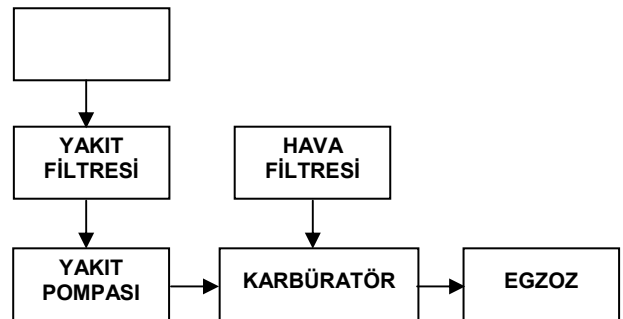 YAKIT
FİLTRESİ
HAVA
FİLTRESİ
YAKIT
POMPASI
KARBÜRATÖR
EGZOZ